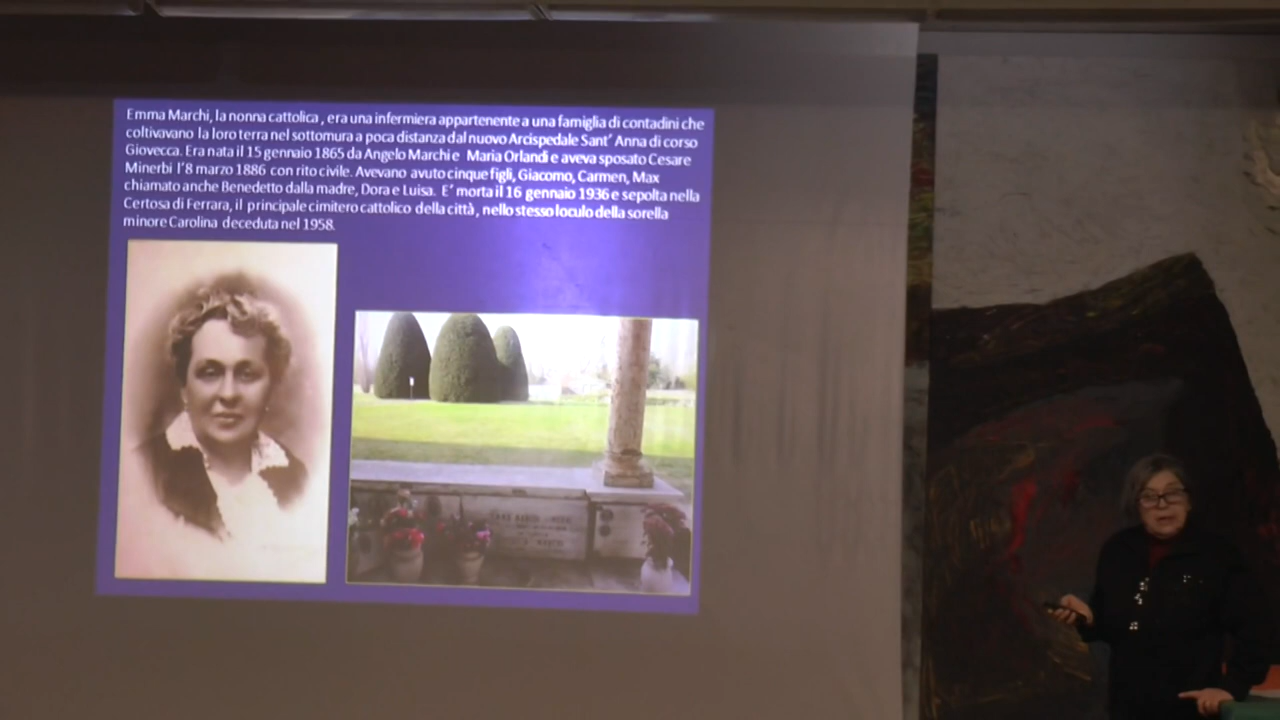 Emma Marchi, la nonna cattolica , era una infermiera appartenente a una famiglia di contadini che
coltivavano la loro terra nel sottomura a poca distanza dal nuovo Arcispedale Sant' Anna di corso
Giovecca. Era nata il 15 gennaio 1865 da Angelo Marchi e Maria Orlandi e aveva sposato Cesare
Minerbi l'8 marzo 1886 con rito civile. Avevano avuto cinque figli, Giacomo, Carmen, Max
chiamato anche Benedetto dalla madre, Dora e Luisa. E' morta il 16 gennaio 1936 e sepolta nella
Certosa di Ferrara, il principale cimitero cattolico della città , nello stesso loculo della sorella
minore Carolina deceduta nel 1958.